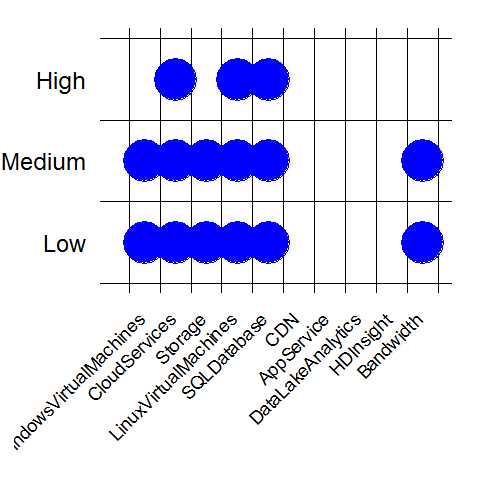 High
Medium
Low
ndowsVirtualMachines
CloudServices
Storage
LinuxVirtualMachines
SQLDatabase
CDN
AppService
DataLakeAnalytics
HDInsight
Bandwidth